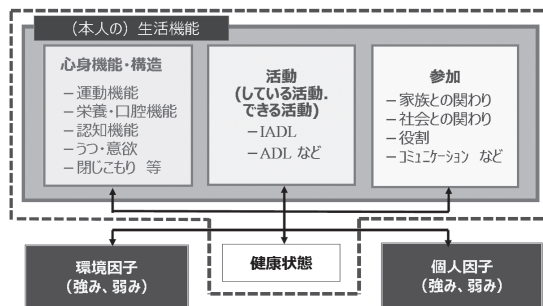 (本人の)生活機能
心身機能・構造
－運動機能
－栄養・口腔機能
－認知機能
－うつ・意欲
－閉じこもり 等
活動
(している活動.
できる活動)
－IADL
－ADL など
参加
－家族との関わり
－社会との関わり
－役割
－コミュニケーション など
環境因子
(強み、弱み)
健康状態
個人因子
(強み、弱み)